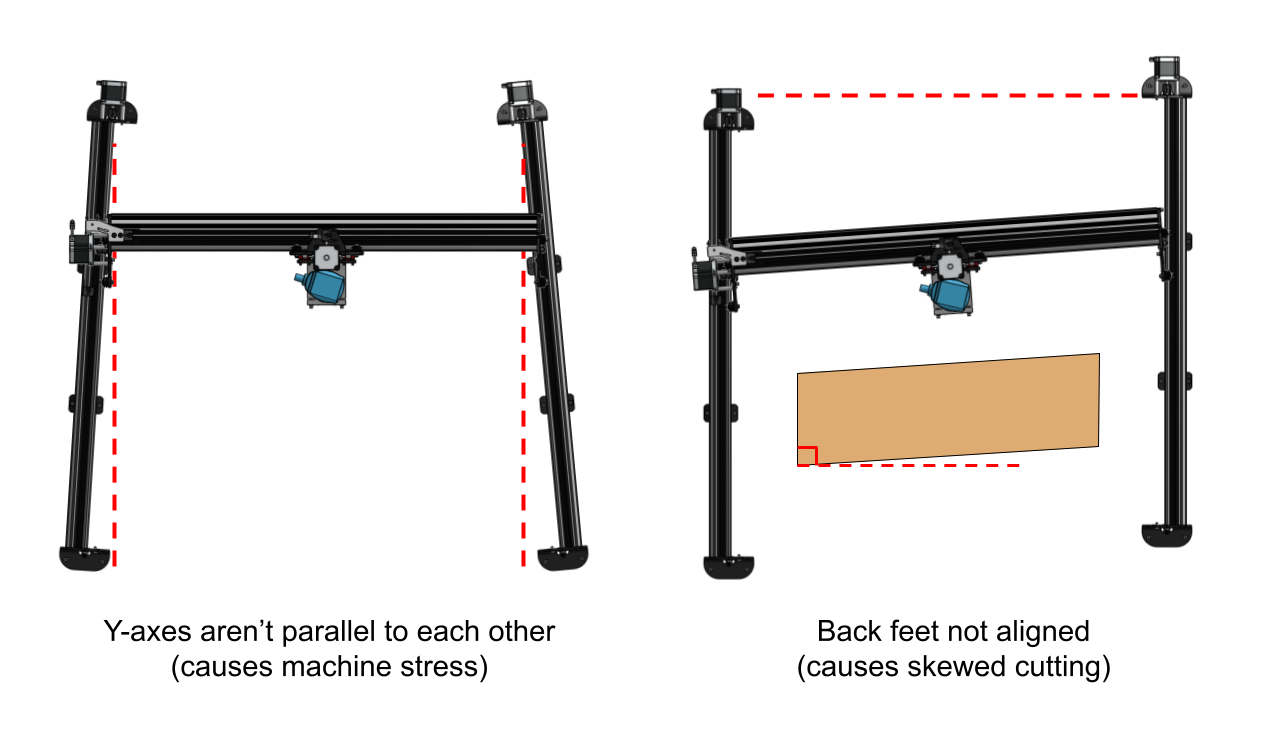 Y-axes aren’t parallel to each other
(causes machine stress)
Back feet not aligned
(causes skewed cutting)